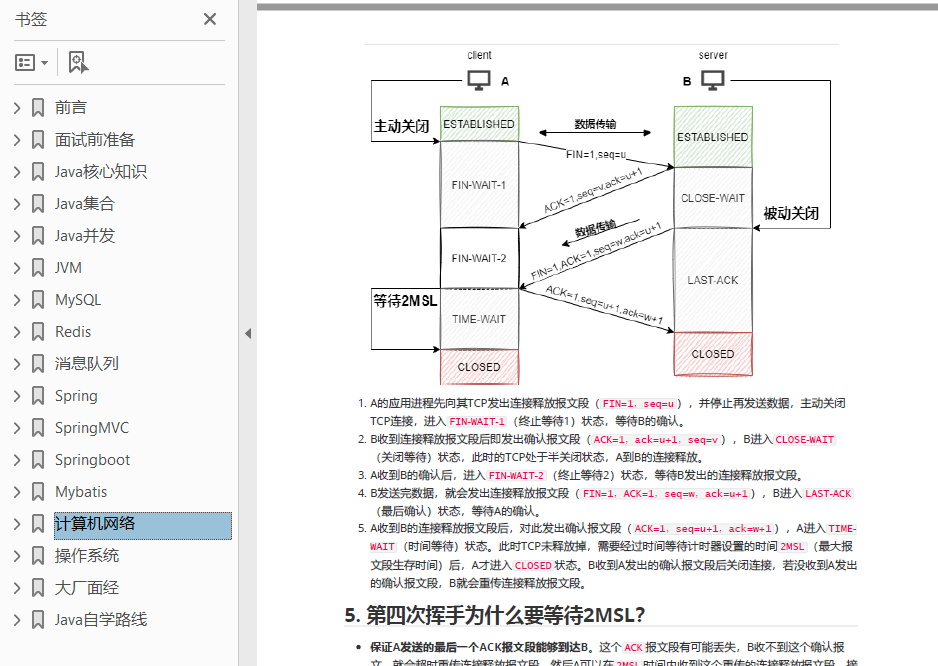 书签
前言
面试前准备
Java核心知识
Java集合
Java并发
JVM
MySQL
Redis
消息队列
Spring
SpringMVC
Springboot
Mybatis
计算机网络
操作系统
大厂面经
Java自学路线
client
server
A
B
主动关闭
ESTABLISHED
数据传输
ESTABLISHED
FIN=1,seq=u
FIN-WAIT-1
ACK=1,seq=v,ack=u+1
CLOSE-WAIT
被动关闭
数据传输
FIN-WAIT-2
FIN=1,ACK=1,seq=w,ack=u+1
LAST-ACK
等待2MSL
ACK=1,seq=u+1,ack=w+1
TIME-WAIT
CLOSED
CLOSED
1. A的应用进程先向其TCP发出连接释放报文段（FIN=1，seq=u），并停止再发送数据，主动关闭
TCP连接，进入FIN-WAIT-1（终止等待1）状态，等待B的确认。
2. B收到连接释放报文段后即发出确认报文段（ACK=1，ack=u+1，seq=v），B进入CLOSE-WAIT
（关闭等待）状态，此时的TCP处于半关闭状态，A到B的连接释放。
3. A收到B的确认后，进入FIN-WAIT-2（终止等待2）状态，等待B发出的连接释放报文段。
4. B发送完数据，就会发出连接释放报文段（FIN=1，ACK=1，seq=w，ack=u+1），B进入LAST-ACK
（最后确认）状态，等待A的确认。
5. A收到B的连接释放报文段后，对此发出确认报文段（ACK=1，seq=u+1，ack=w+1），A进入TIME-
WAIT（时间等待）状态。此时TCP未释放掉，需要经过时间等待计时器设置的时间2MSL（最大报
文段生存时间）后，A才进入CLOSED状态。B收到A发出的确认报文段后关闭连接，若没收到A发出
的确认报文段，B就会重传连接释放报文段。
5. 第四次挥手为什么要等待2MSL？
• 保证A发送的最后一个ACK报文段能够到达B。这个ACK报文段有可能丢失，B收不到这个确认报
文，就会超时重传连接释放报文段，然后A可以在2MSL时间内收到这个重传的连接释放报文段，接